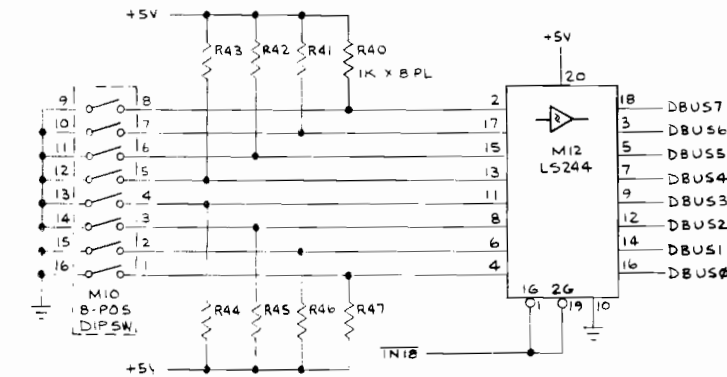 +5V
R43 R42 R41 R40
1K X 8 PL
+5V
20
9 8 2 18 DBUS7
10 7 17 3 DBUS6
11 6 15 5 DBUS5
12 5 13 7 DBUS4
13 4 11 9 DBUS3
14 3 8 12 DBUS2
15 2 6 14 DBUS1
16 1 4 16 DBUS0
M12
LS244
M10
8-POS
DIP SW.
R44 R45 R46 R47
1G 2G
1 19 10
IN18
+5V